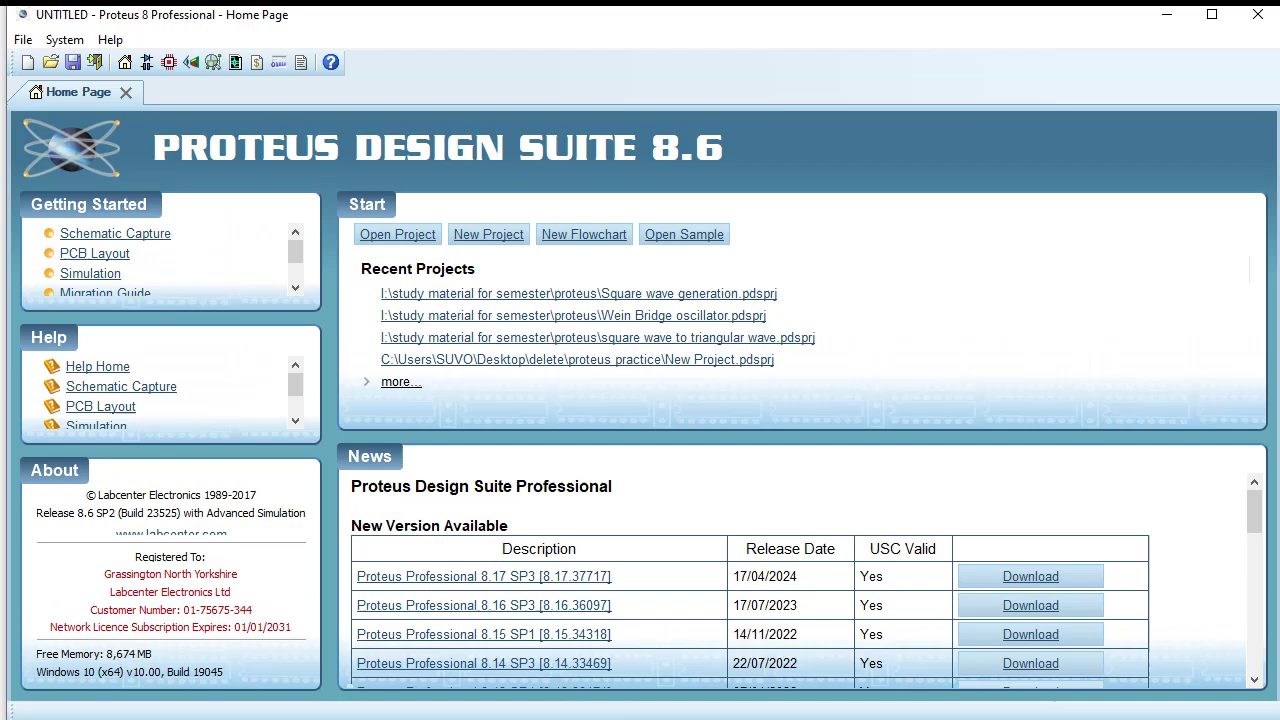 UNTITLED - Proteus 8 Professional - Home Page
File System Help
Home Page
PROTEUS DESIGN SUITE 8.6
Getting Started
Schematic Capture
PCB Layout
Simulation
Migration Guide
Help
Help Home
Schematic Capture
PCB Layout
Simulation
About
© Labcenter Electronics 1989-2017
Release 8.6 SP2 (Build 23525) with Advanced Simulation
www.labcenter.com
Registered To:
Grassington North Yorkshire
Labcenter Electronics Ltd
Customer Number: 01-75675-344
Network Licence Subscription Expires: 01/01/2031
Free Memory: 8,674 MB
Windows 10 (x64) v10.00, Build 19045
Start
Open Project New Project New Flowchart Open Sample
Recent Projects
I:\study material for semester\proteus\Square wave generation.pdsprj
I:\study material for semester\proteus\Wein Bridge oscillator.pdsprj
I:\study material for semester\proteus\square wave to triangular wave.pdsprj
C:\Users\SUVO\Desktop\delete\proteus practice\New Project.pdsprj
more...
News
Proteus Design Suite Professional
New Version Available
Description Release Date USC Valid
Proteus Professional 8.17 SP3 [8.17.37717] 17/04/2024 Yes Download
Proteus Professional 8.16 SP3 [8.16.36097] 17/07/2023 Yes Download
Proteus Professional 8.15 SP1 [8.15.34318] 14/11/2022 Yes Download
Proteus Professional 8.14 SP3 [8.14.33469] 22/07/2022 Yes Download